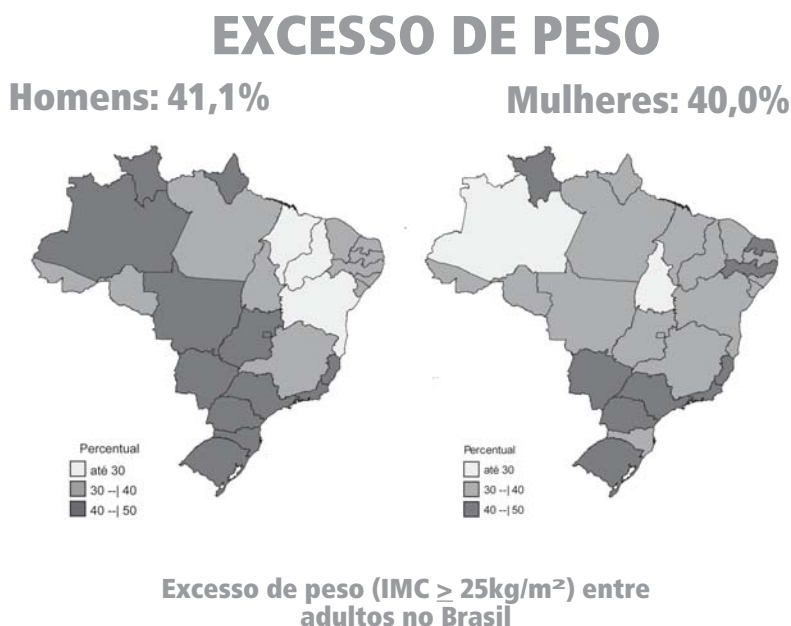 EXCESSO DE PESO
Homens: 41,1%
Mulheres: 40,0%
Percentual
até 30
30 --| 40
40 --| 50
Percentual
até 30
30 --| 40
40 --| 50
Excesso de peso (IMC ≥ 25kg/m²) entre
adultos no Brasil